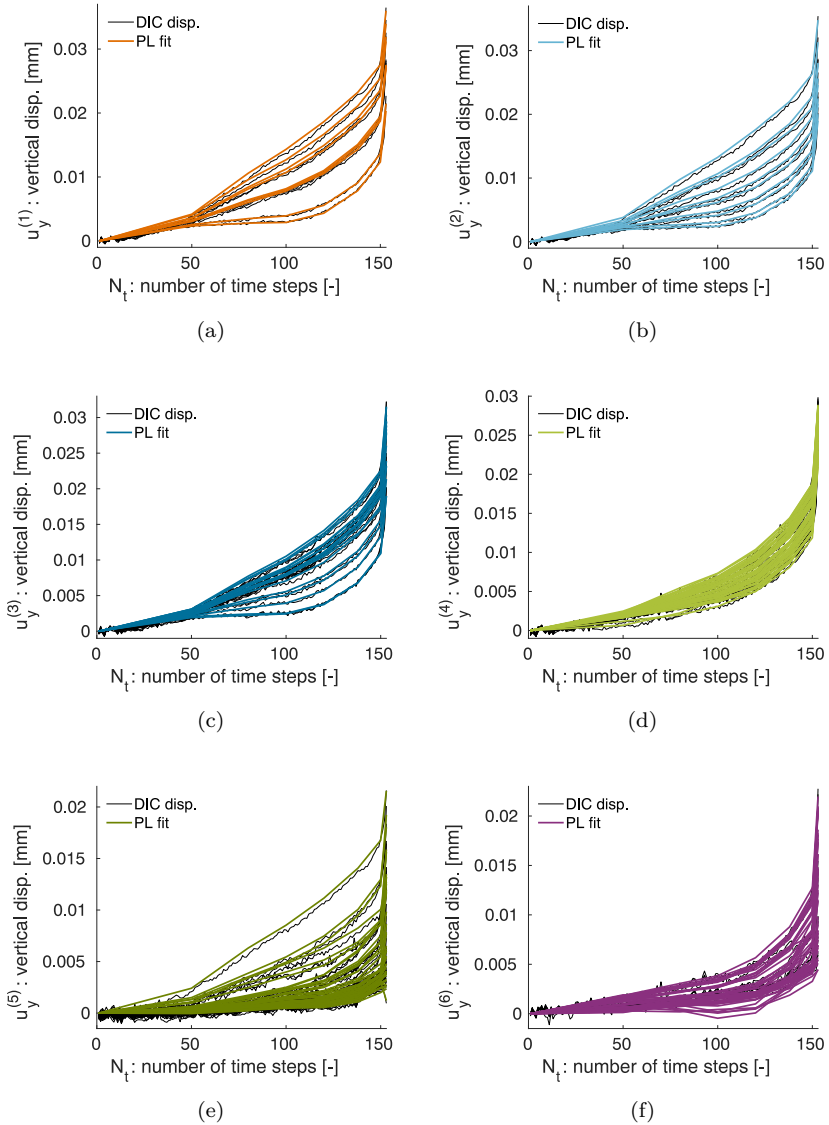 DIC disp.
PL fit
0.03
0.02
0.01
0
u_y^(1) : vertical disp. [mm]
0 50 100 150
N_t : number of time steps [-]
(a)
DIC disp.
PL fit
0.03
0.02
0.01
0
u_y^(2) : vertical disp. [mm]
0 50 100 150
N_t : number of time steps [-]
(b)
DIC disp.
PL fit
0.03
0.025
0.02
0.015
0.01
0.005
0
u_y^(3) : vertical disp. [mm]
0 50 100 150
N_t : number of time steps [-]
(c)
DIC disp.
PL fit
0.03
0.025
0.02
0.015
0.01
0.005
0
u_y^(4) : vertical disp. [mm]
0 50 100 150
N_t : number of time steps [-]
(d)
DIC disp.
PL fit
0.02
0.015
0.01
0.005
0
u_y^(5) : vertical disp. [mm]
0 50 100 150
N_t : number of time steps [-]
(e)
DIC disp.
PL fit
0.02
0.015
0.01
0.005
0
u_y^(6) : vertical disp. [mm]
0 50 100 150
N_t : number of time steps [-]
(f)